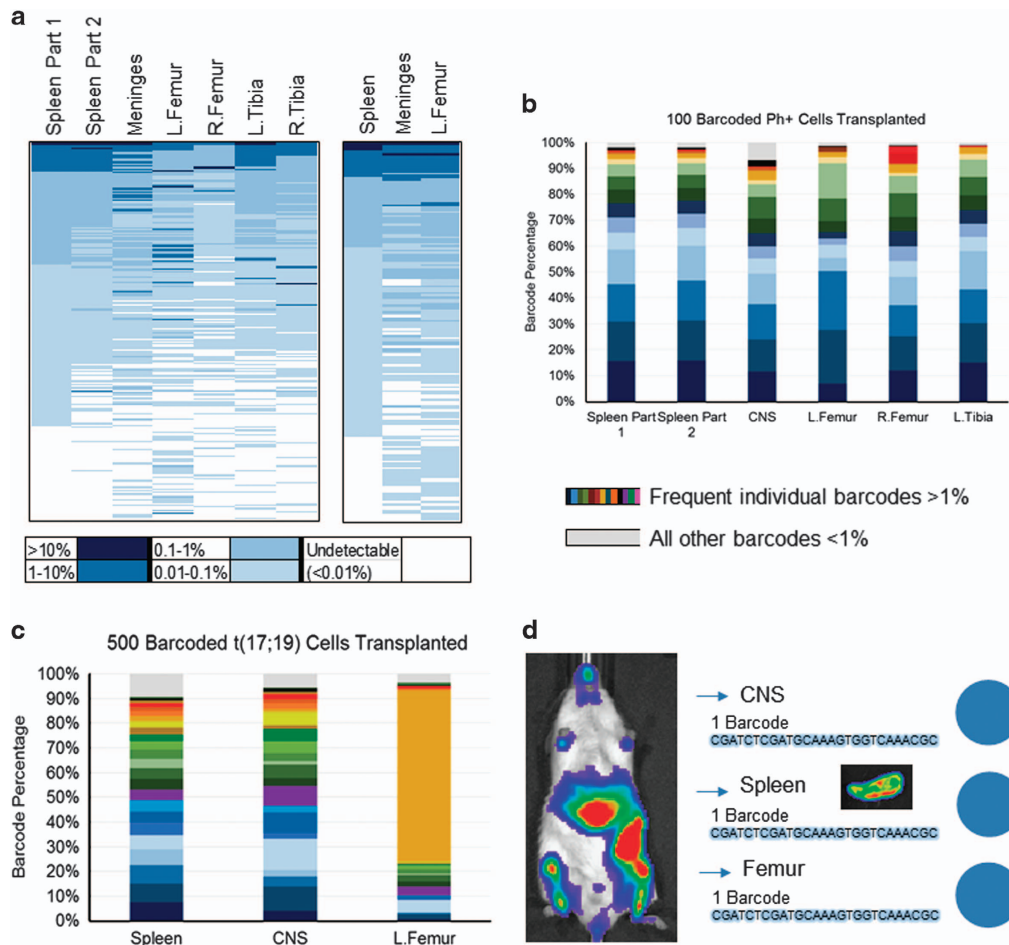 a
Spleen Part 1
Spleen Part 2
Meninges
L.Femur
R.Femur
L.Tibia
R.Tibia
Spleen
Meninges
L.Femur
>10%
0.1-1%
Undetectable
1-10%
0.01-0.1%
(<0.01%)
b
100 Barcoded Ph+ Cells Transplanted
Barcode Percentage
100%
90%
80%
70%
60%
50%
40%
30%
20%
10%
0%
Spleen Part
1
Spleen Part
2
CNS
L.Femur
R.Femur
L.Tibia
Frequent individual barcodes >1%
All other barcodes <1%
c
500 Barcoded t(17;19) Cells Transplanted
Barcode Percentage
100%
90%
80%
70%
60%
50%
40%
30%
20%
10%
0%
Spleen
CNS
L.Femur
d
CNS
1 Barcode
CGATCTCGATGCAAAGTGGTCAAACGC
Spleen
1 Barcode
CGATCTCGATGCAAAGTGGTCAAACGC
Femur
1 Barcode
CGATCTCGATGCAAAGTGGTCAAACGC